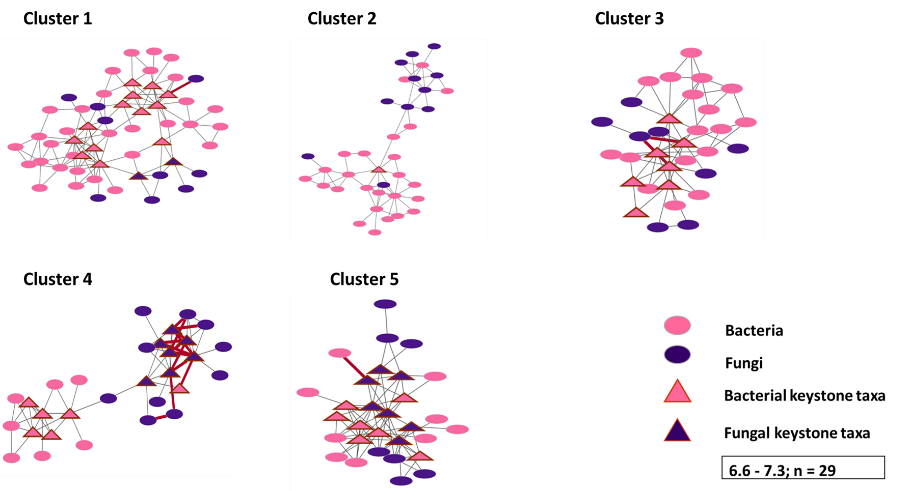 Cluster 1
Cluster 2
Cluster 3
Cluster 4
Cluster 5
Bacteria
Fungi
Bacterial keystone taxa
Fungal keystone taxa
6.6 - 7.3; n = 29